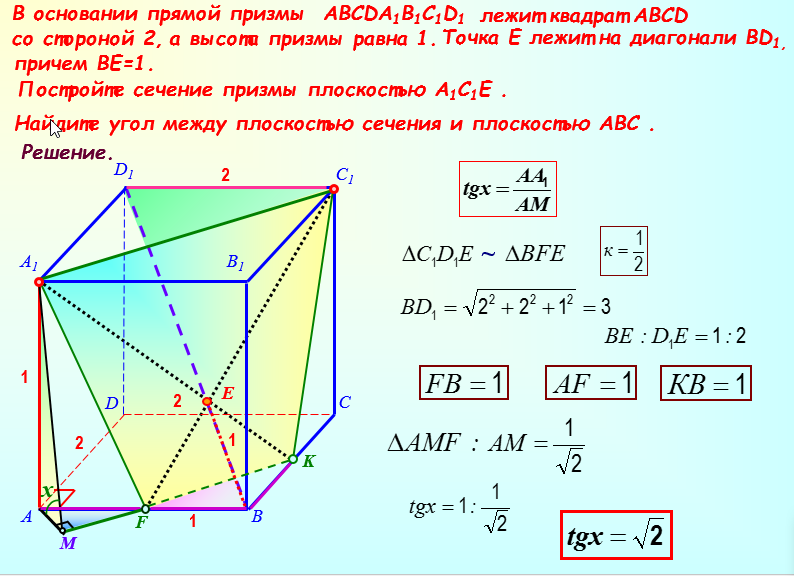 В основании прямой призмы ABCDA₁B₁C₁D₁ лежит квадрат ABCD
со стороной 2, а высота призмы равна 1. Точка E лежит на диагонали BD₁,
причем BE=1.
Постройте сечение призмы плоскостью A₁C₁E .
Найдите угол между плоскостью сечения и плоскостью ABC .
Решение.
D₁
2
C₁
tgx = AA₁/AM
A₁
B₁
ΔC₁D₁E ~ ΔBFE
к = 1/2
BD₁ = √(2² + 2² + 1²) = 3
BE : D₁E = 1 : 2
1
FB = 1
AF = 1
КB = 1
D
2
E
C
2
1
ΔAMF : AM = 1/√2
K
x
tgx = 1 : 1/√2
A
F
1
B
M
tgx = √2